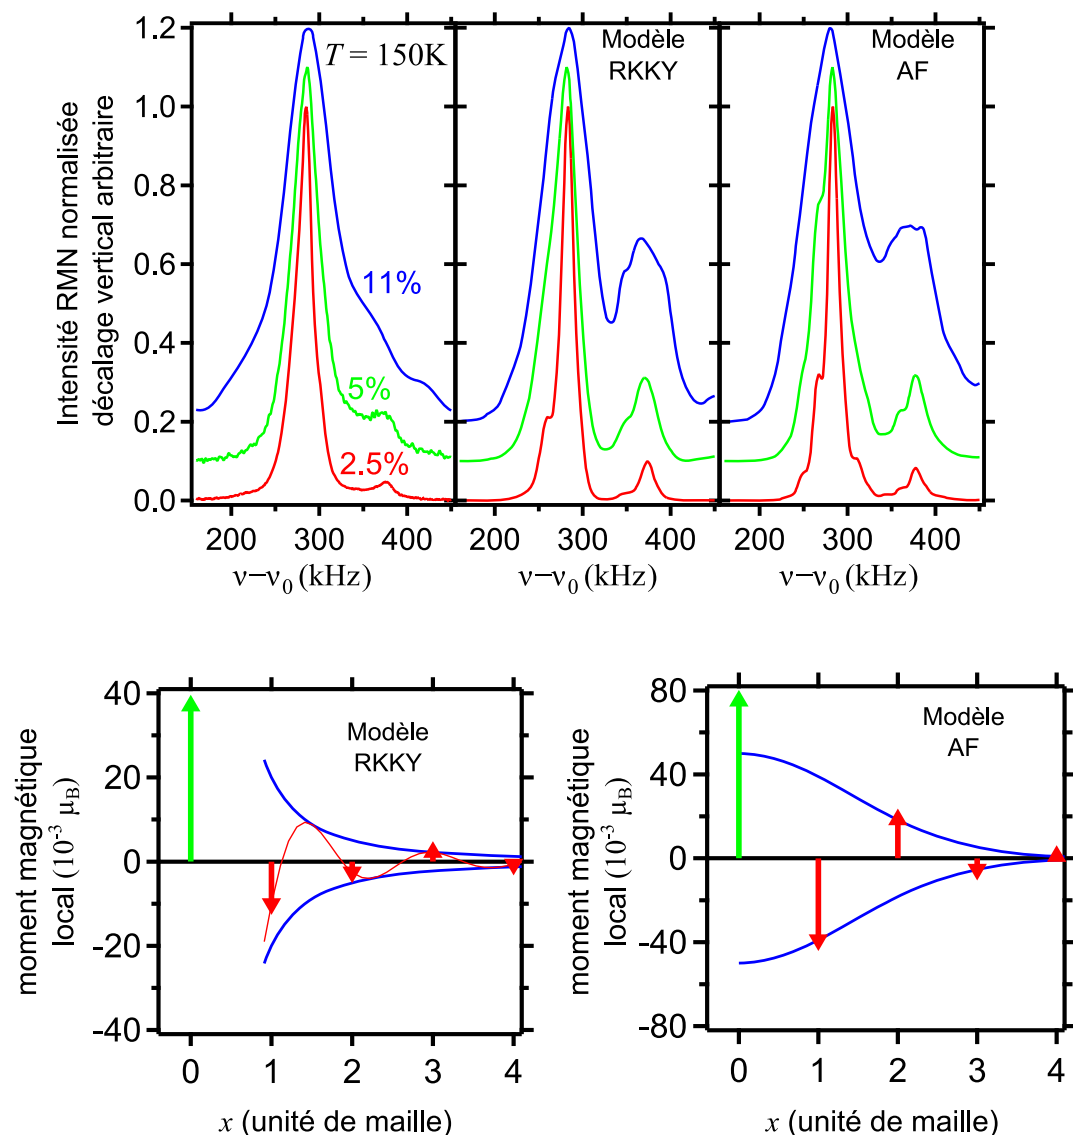 Intensité RMN normalisée
décalage vertical arbitraire
1.2
1.0
0.8
0.6
0.4
0.2
0.0
T = 150K
11%
5%
2.5%
Modèle
RKKY
Modèle
AF
200 300 400
200 300 400
200 300 400
ν−ν0 (kHz)
ν−ν0 (kHz)
ν−ν0 (kHz)
moment magnétique
local (10-3 μB)
40
20
0
-20
-40
Modèle
RKKY
0 1 2 3 4
x (unité de maille)
moment magnétique
local (10-3 μB)
80
40
0
-40
-80
Modèle
AF
0 1 2 3 4
x (unité de maille)